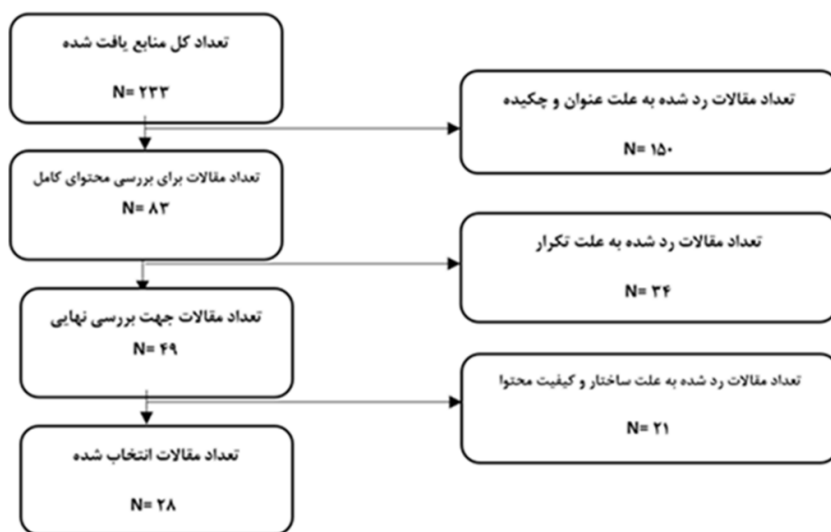 تعداد کل منابع یافت شده
N= ۲۳۳
تعداد مقالات رد شده به علت عنوان و چکیده
N= ۱۵۰
تعداد مقالات برای بررسی محتوای کامل
N= ۸۳
تعداد مقالات رد شده به علت تکرار
N= ۳۴
تعداد مقالات جهت بررسی نهایی
N= ۴۹
تعداد مقالات رد شده به علت ساختار و کیفیت محتوا
N= ۲۱
تعداد مقالات انتخاب شده
N= ۲۸